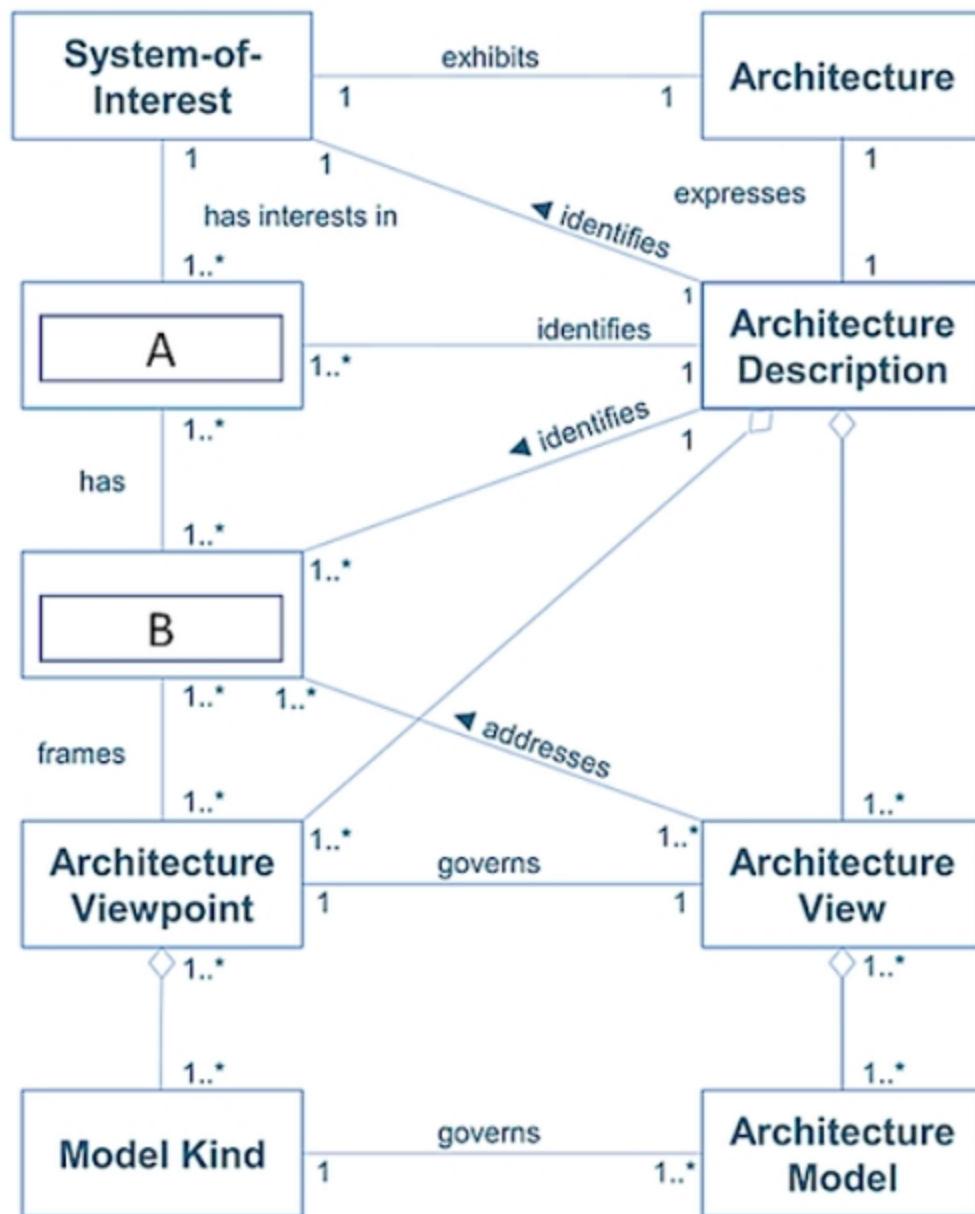 System-of-
Interest
exhibits
Architecture
1
1
1
1
1
expresses
has interests in
identifies
1..*
1
1
A
identifies
Architecture
Description
1..*
1
1..*
identifies
1
has
1..*
1..*
B
1..*
1..*
addresses
frames
1..*
1..*
1..*
1..*
Architecture
Viewpoint
governs
Architecture
View
1
1
1..*
1..*
1..*
1..*
Model Kind
governs
Architecture
Model
1
1..*